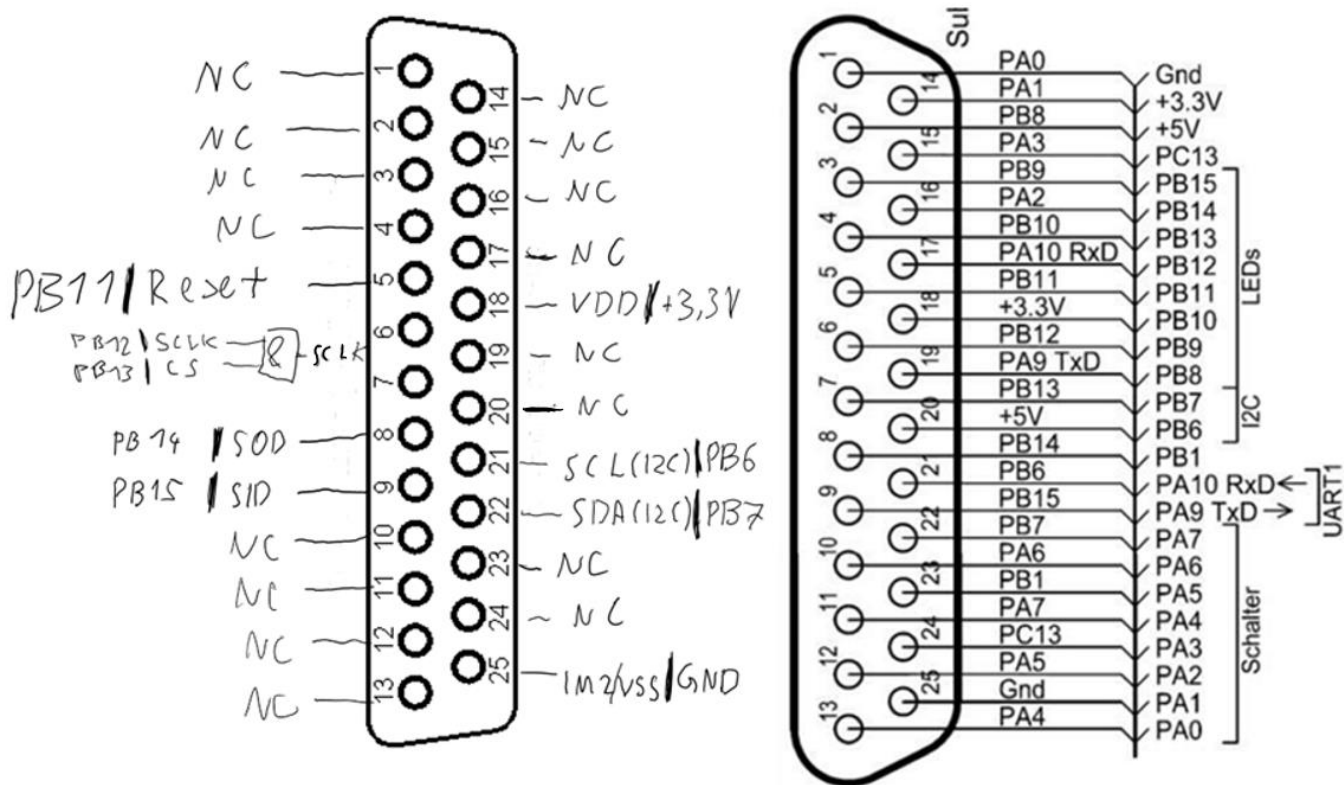 NC
1
NC
2
NC
3
NC
4
PB11/Reset
5
PB12 \ SCLK
PB13 | CS
& SCLK
6
7
PB14 / SOD
8
PB15 / SID
9
NC
10
NC
11
NC
12
NC
13
14 NC
15 NC
16 NC
17 NC
18 VDD/+3,3V
19 NC
20 NC
21 SCL(I2C)|PB6
22 SDA(I2C)|PB7
23 NC
24 NC
25 IM2/VSS/GND
Sul
1 PA0
14 PA1
2 PB8
15 PA3
3 PB9
16 PA2
4 PB10
17 PA10 RxD
5 PB11
18 +3.3V
6 PB12
19 PA9 TxD
7 PB13
20 +5V
8 PB14
21 PB6
9 PB15
22 PB7
10 PA6
23 PB1
11 PA7
24 PC13
12 PA5
25 Gnd
13 PA4
Gnd
+3.3V
+5V
PC13
PB15
PB14
PB13
PB12
PB11
PB10
PB9
PB8
LEDs
PB7
PB6
I2C
PB1
PA10 RxD←
PA9 TxD →
UART1
PA7
PA6
PA5
PA4
PA3
PA2
PA1
PA0
Schalter